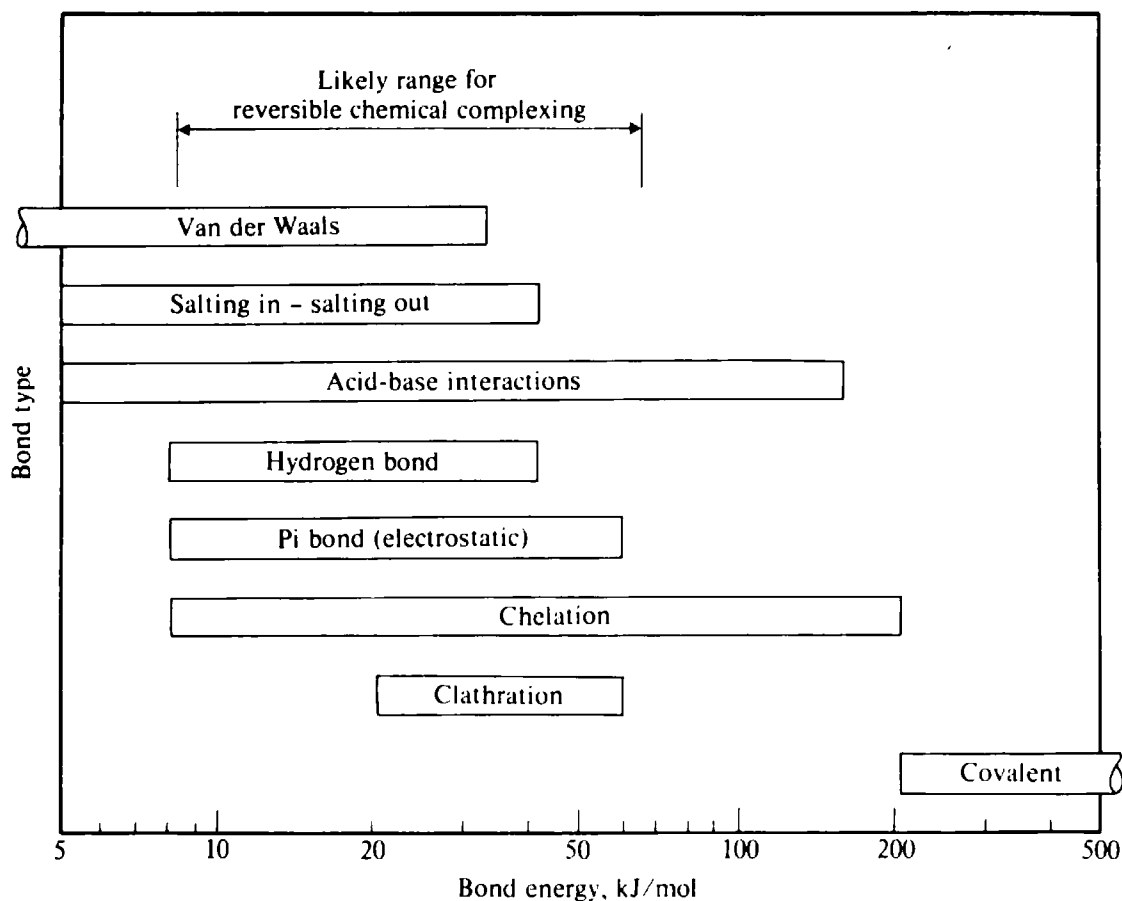 Likely range for
reversible chemical complexing
Van der Waals
Salting in – salting out
Acid-base interactions
Hydrogen bond
Pi bond (electrostatic)
Chelation
Clathration
Covalent
Bond type
5 10 20 50 100 200 500
Bond energy, kJ/mol